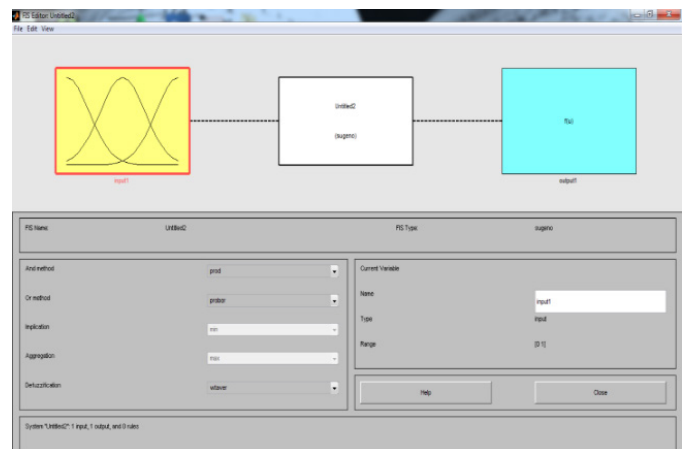 FIS Editor: Untitled2
File Edit View
Untitled2
(sugeno)
f(u)
input1
output1
FIS Name: Untitled2 FIS Type: sugeno
And method prod
Or method probor
Implication min
Aggregation max
Defuzzification wtaver
Current Variable
Name input1
Type input
Range [0 1]
Help Close
System "Untitled2": 1 input, 1 output, and 0 rules